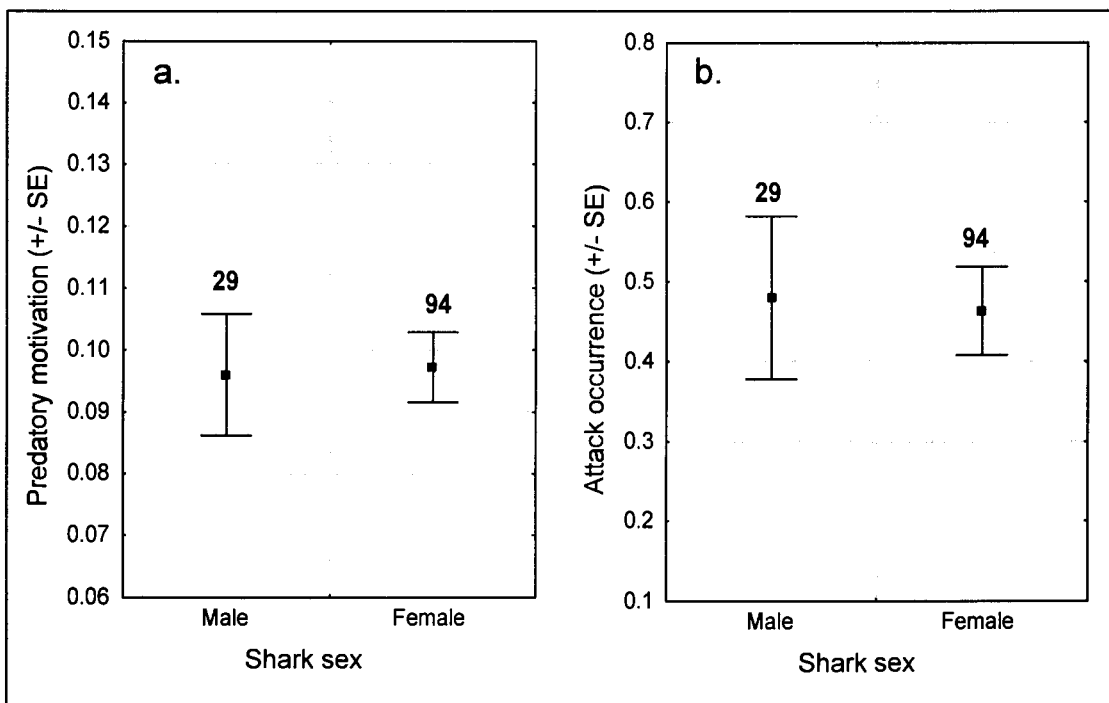 a.
Predatory motivation (+/- SE)
0.15
0.14
0.13
0.12
0.11
0.10
0.09
0.08
0.07
0.06
29
94
Male Female
Shark sex
b.
Attack occurrence (+/- SE)
0.8
0.7
0.6
0.5
0.4
0.3
0.2
0.1
29
94
Male Female
Shark sex